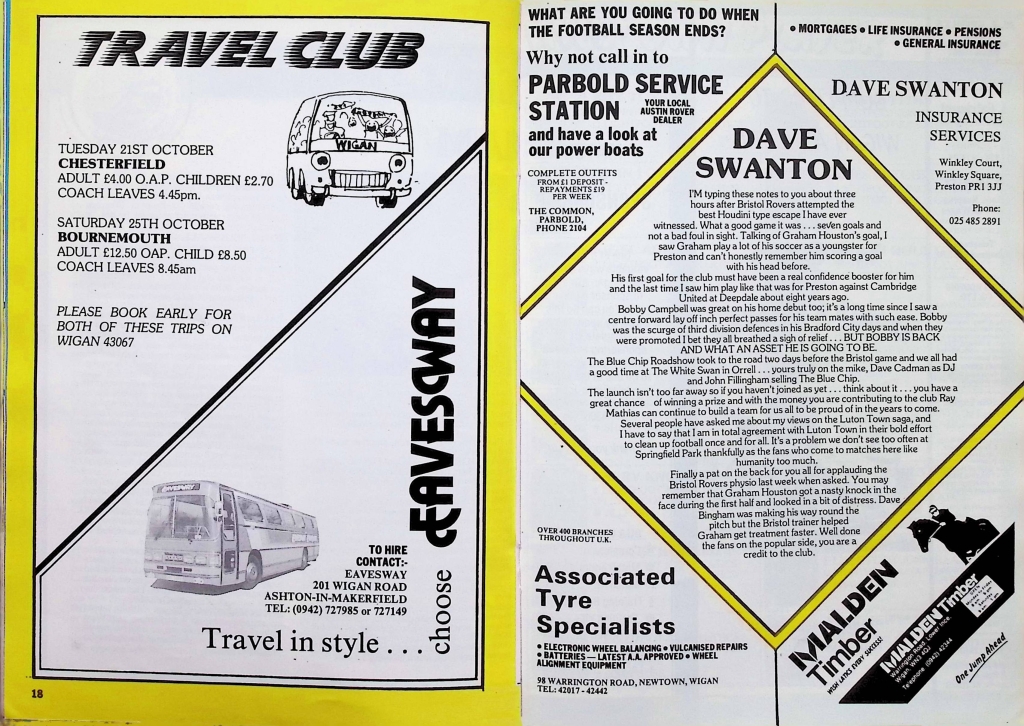 TRAVEL CLUB
WIGAN
TUESDAY 21ST OCTOBER
CHESTERFIELD
ADULT £4.00 O.A.P. CHILDREN £2.70
COACH LEAVES 4.45pm.
SATURDAY 25TH OCTOBER
BOURNEMOUTH
ADULT £12.50 OAP. CHILD £8.50
COACH LEAVES 8.45am
PLEASE BOOK EARLY FOR
BOTH OF THESE TRIPS ON
WIGAN 43067
EAVESWAY
choose
TO HIRE
CONTACT:-
EAVESWAY
201 WIGAN ROAD
ASHTON-IN-MAKERFIELD
TEL: (0942) 727985 or 727149
Travel in style . . .
18
WHAT ARE YOU GOING TO DO WHEN
THE FOOTBALL SEASON ENDS?
Why not call in to
PARBOLD SERVICE
STATION
YOUR LOCAL
AUSTIN ROVER
DEALER
and have a look at
our power boats
COMPLETE OUTFITS
FROM £1 DEPOSIT -
REPAYMENTS £19
PER WEEK
THE COMMON,
PARBOLD,
PHONE 2104
• MORTGAGES • LIFE INSURANCE • PENSIONS
• GENERAL INSURANCE
DAVE SWANTON
INSURANCE
SERVICES
Winkley Court,
Winkley Square,
Preston PR1 3JJ
Phone:
025 485 2891
DAVE
SWANTON
I'M typing these notes to you about three
hours after Bristol Rovers attempted the
best Houdini type escape I have ever
witnessed. What a good game it was . . . seven goals and
not a bad foul in sight. Talking of Graham Houston's goal, I
saw Graham play a lot of his soccer as a youngster for
Preston and can't honestly remember him scoring a goal
with his head before.
His first goal for the club must have been a real confidence booster for him
and the last time I saw him play like that was for Preston against Cambridge
United at Deepdale about eight years ago.
Bobby Campbell was great on his home debut too; it's a long time since I saw a
centre forward lay off inch perfect passes for his team mates with such ease. Bobby
was the scurge of third division defences in his Bradford City days and when they
were promoted I bet they all breathed a sigh of relief . . . BUT BOBBY IS BACK
AND WHAT AN ASSET HE IS GOING TO BE.
The Blue Chip Roadshow took to the road two days before the Bristol game and we all had
a good time at The White Swan in Orrell . . . yours truly on the mike, Dave Cadman as DJ
and John Fillingham selling The Blue Chip.
The launch isn't too far away so if you haven't joined as yet . . . think about it . . . you have a
great chance of winning a prize and with the money you are contributing to the club Ray
Mathias can continue to build a team for us all to be proud of in the years to come.
Several people have asked me about my views on the Luton Town saga, and
I have to say that I am in total agreement with Luton Town in their bold effort
to clean up football once and for all. It's a problem we don't see too often at
Springfield Park thankfully as the fans who come to matches here like
humanity too much.
Finally a pat on the back for you all for applauding the
Bristol Rovers physio last week when asked. You may
remember that Graham Houston got a nasty knock in the
face during the first half and looked in a bit of distress. Dave
Bingham was making his way round the
pitch but the Bristol trainer helped
Graham get treatment faster. Well done
the fans on the popular side, you are a
credit to the club.
OVER 400 BRANCHES
THROUGHOUT U.K.
Associated
Tyre
Specialists
• ELECTRONIC WHEEL BALANCING • VULCANISED REPAIRS
• BATTERIES — LATEST A.A. APPROVED • WHEEL
ALIGNMENT EQUIPMENT
98 WARRINGTON ROAD, NEWTOWN, WIGAN
TEL: 42017 - 42442
MALDEN
Timber
WISH LATICS EVERY SUCCESS!
MALDEN Timber
Warrington Road, Lower Ince,
Wigan. WN3 4DJ
Telephone (0942) 42344
One Jump Ahead